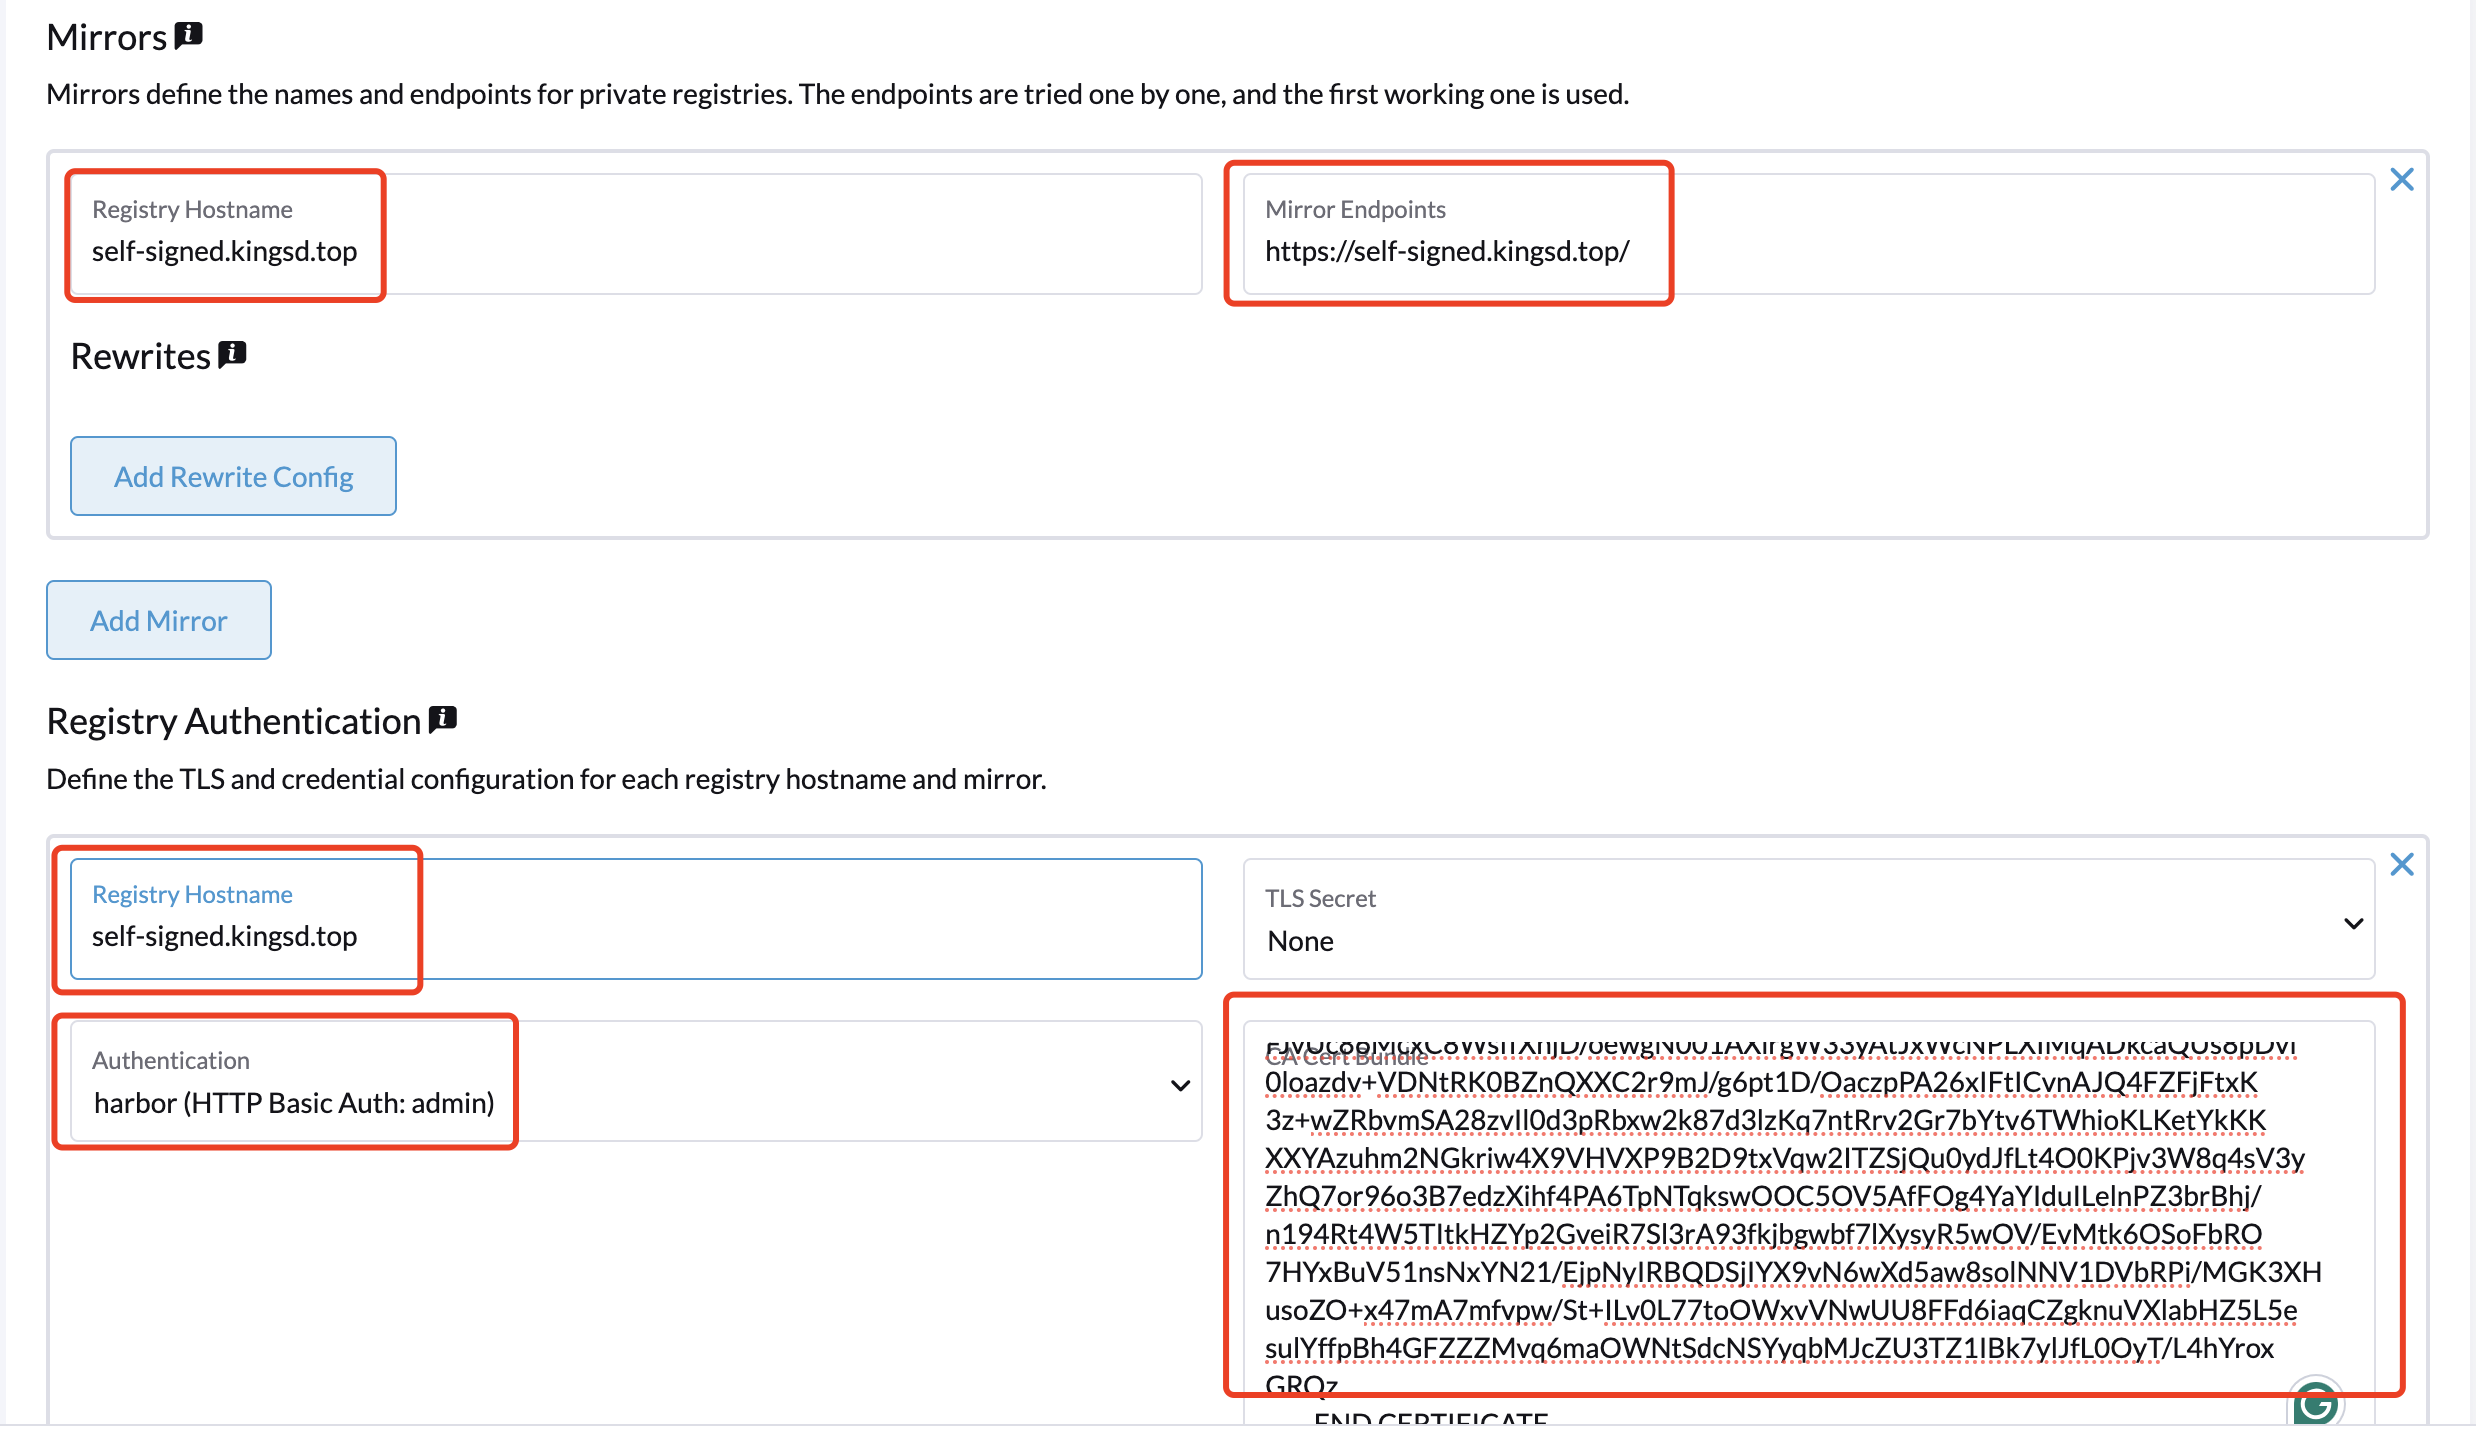 Mirrors
Mirrors define the names and endpoints for private registries. The endpoints are tried one by one, and the first working one is used.
Registry Hostname
self-signed.kingsd.top
Mirror Endpoints
https://self-signed.kingsd.top/
Rewrites
Add Rewrite Config
Add Mirror
Registry Authentication
Define the TLS and credential configuration for each registry hostname and mirror.
Registry Hostname
self-signed.kingsd.top
TLS Secret
None
Authentication
harbor (HTTP Basic Auth: admin)
CA Cert Bundle
0loazdv+VDNtRK0BZnQXXC2r9mJ/g6pt1D/OaczpPA26xIFtICvnAJQ4FZFjFtxK
3z+wZRbvmSA28zvIl0d3pRbxw2k87d3lzKq7ntRrv2Gr7bYtv6TWhioKLKetYkKK
XXYAzuhm2NGkriw4X9VHVXP9B2D9txVqw2ITZSjQu0ydJfLt4O0KPjv3W8q4sV3y
ZhQ7or96o3B7edzXihf4PA6TpNTqkswOOC5OV5AfFOg4YaYIduILelnPZ3brBhj/
n194Rt4W5TItkHZYp2GveiR7Sl3rA93fkjbgwbf7lXysyR5wOV/EvMtk6OSoFbRO
7HYxBuV51nsNxYN21/EjpNyIRBQDSjIYX9vN6wXd5aw8solNNV1DVbRPi/MGK3XH
usoZO+x47mA7mfvpw/St+ILv0L77toOWxvVNwUU8FFd6iaqCZgknuVXlabHZ5L5e
sulYffpBh4GFZZZMvq6maOWNtSdcNSYyqbMJcZU3TZ1IBk7ylJfL0OyT/L4hYrox
GRQz
END CERTIFICATE